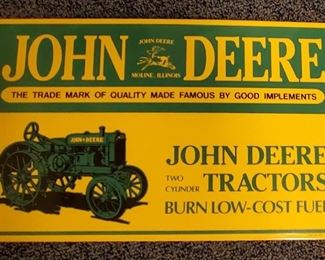 JOHN DEERE
JOHN DEERE
MOLINE, ILLINOIS
THE TRADE MARK OF QUALITY MADE FAMOUS BY GOOD IMPLEMENTS
JOHN DEERE
JOHN DEERE
TWO CYLINDER TRACTORS
BURN LOW-COST FUEL